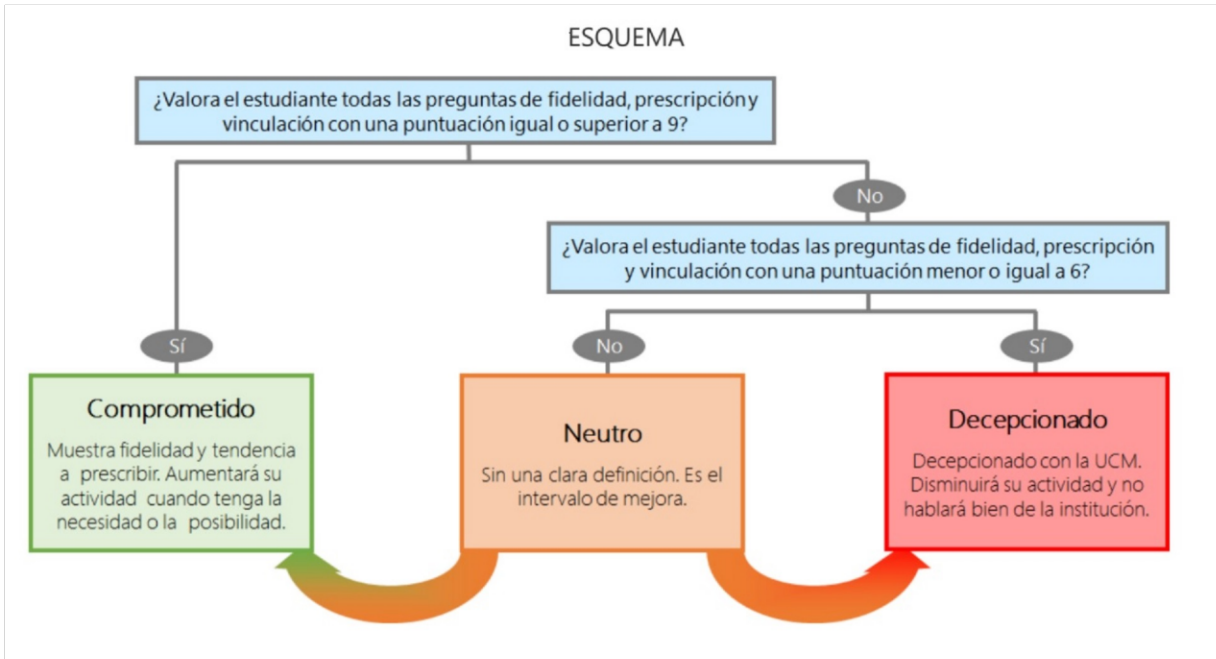 ESQUEMA
¿Valora el estudiante todas las preguntas de fidelidad, prescripción y
vinculación con una puntuación igual o superior a 9?
No
¿Valora el estudiante todas las preguntas de fidelidad, prescripción
y vinculación con una puntuación menor o igual a 6?
Sí
No
Sí
Comprometido
Muestra fidelidad y tendencia
a prescribir. Aumentará su
actividad cuando tenga la
necesidad o la posibilidad.
Neutro
Sin una clara definición. Es el
intervalo de mejora.
Decepcionado
Decepcionado con la UCM.
Disminuirá su actividad y no
hablará bien de la institución.